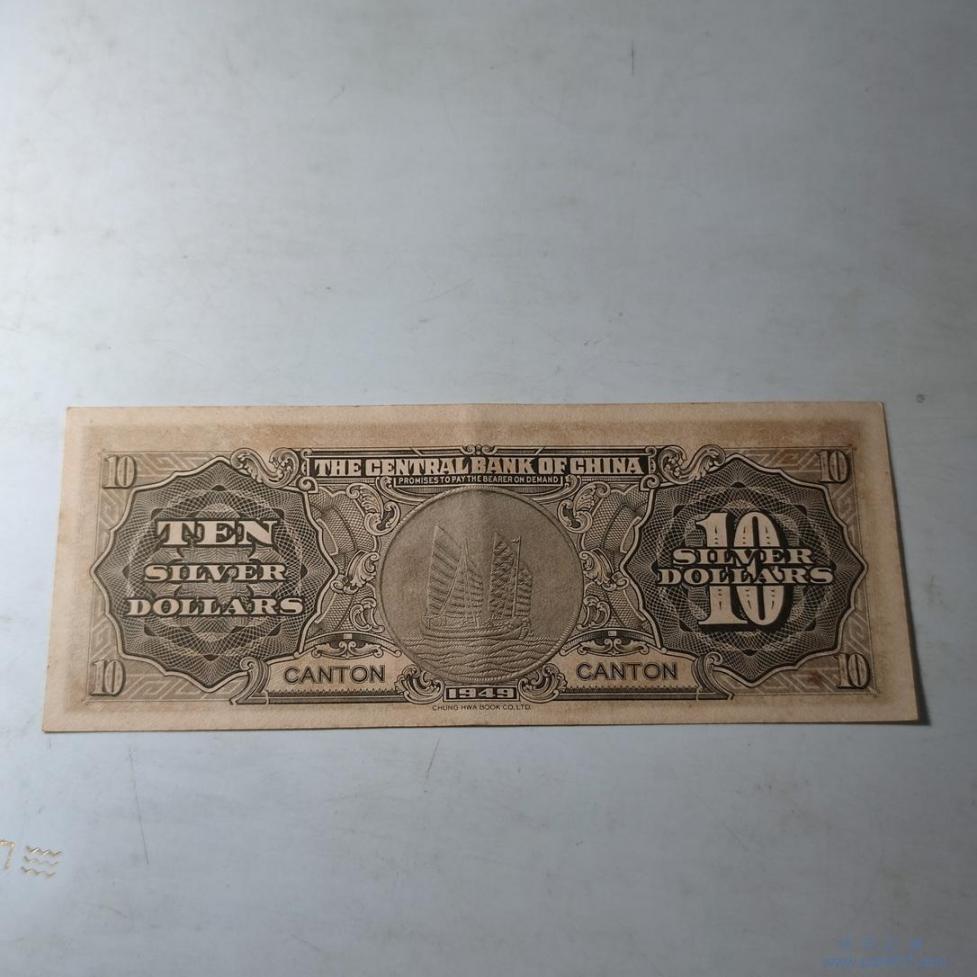 10
10
THE CENTRAL BANK OF CHINA
PROMISES TO PAY THE BEARER ON DEMAND
TEN
SILVER
DOLLARS
10
SILVER
DOLLARS
10
CANTON
CANTON
10
1949
CHUNG HWA BOOK CO., LTD.